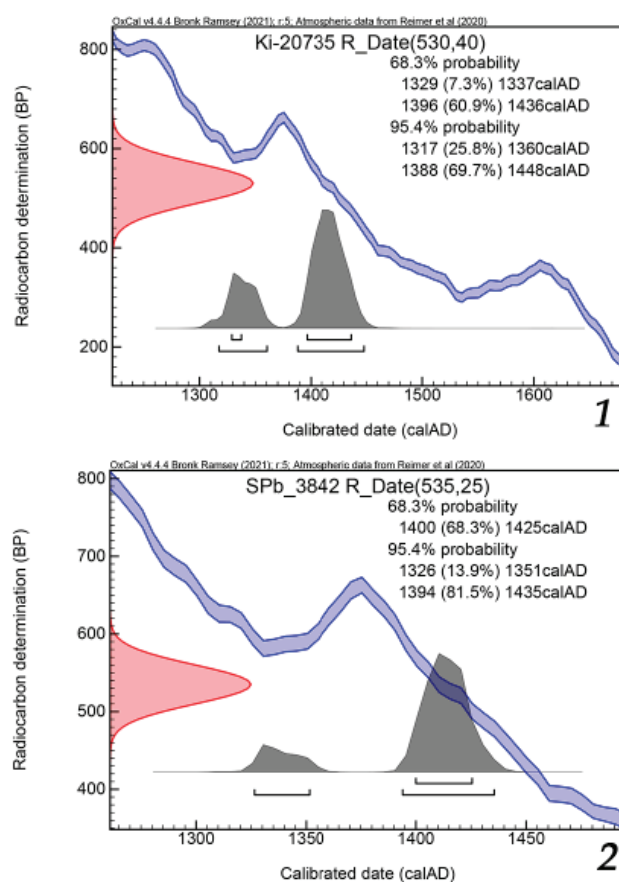 OxCal v4.4.4 Bronk Ramsey (2021); r:5; Atmospheric data from Reimer et al (2020)
Ki-20735 R_Date(530,40)
68.3% probability
1329 (7.3%) 1337calAD
1396 (60.9%) 1436calAD
95.4% probability
1317 (25.8%) 1360calAD
1388 (69.7%) 1448calAD
Radiocarbon determination (BP)
800
600
400
200
1300 1400 1500 1600
Calibrated date (calAD)
1
OxCal v4.4.4 Bronk Ramsey (2021); r:5; Atmospheric data from Reimer et al (2020)
SPb_3842 R_Date(535,25)
68.3% probability
1400 (68.3%) 1425calAD
95.4% probability
1326 (13.9%) 1351calAD
1394 (81.5%) 1435calAD
Radiocarbon determination (BP)
800
700
600
500
400
1300 1350 1400 1450
Calibrated date (calAD)
2